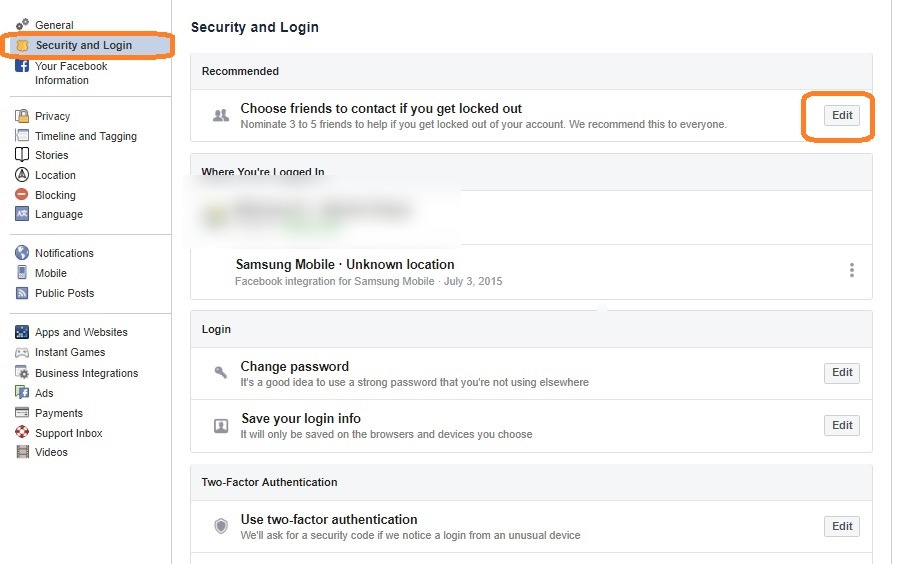 General
Security and Login
Your Facebook
Information
Privacy
Timeline and Tagging
Stories
Location
Blocking
Language
Notifications
Mobile
Public Posts
Apps and Websites
Instant Games
Business Integrations
Ads
Payments
Support Inbox
Videos
Security and Login
Recommended
Choose friends to contact if you get locked out
Nominate 3 to 5 friends to help if you get locked out of your account. We recommend this to everyone.
Edit
Where You're Logged In
Samsung Mobile · Unknown location
Facebook integration for Samsung Mobile · July 3, 2015
Login
Change password
It's a good idea to use a strong password that you're not using elsewhere
Edit
Save your login info
It will only be saved on the browsers and devices you choose
Edit
Two-Factor Authentication
Use two-factor authentication
We'll ask for a security code if we notice a login from an unusual device
Edit